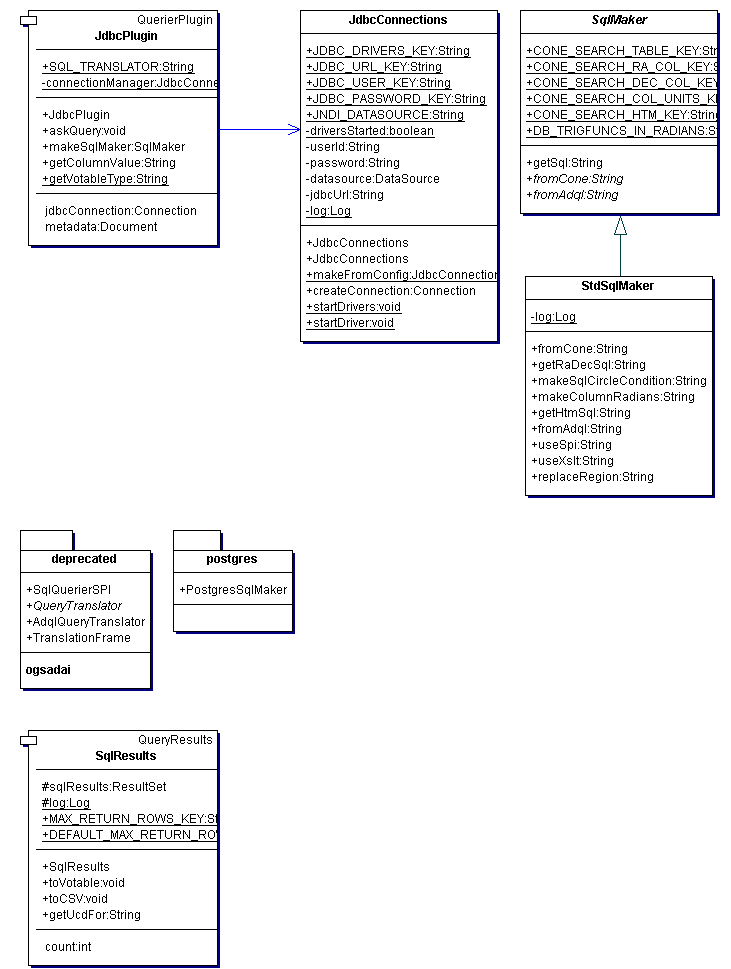 QuerierPlugin
JdbcPlugin
+SQL_TRANSLATOR:String
-connectionManager:JdbcConne
+JdbcPlugin
+askQuery:void
+makeSqlMaker:SqlMaker
+getColumnValue:String
+getVotableType:String
jdbcConnection:Connection
metadata:Document
JdbcConnections
+JDBC_DRIVERS_KEY:String
+JDBC_URL_KEY:String
+JDBC_USER_KEY:String
+JDBC_PASSWORD_KEY:String
+JNDI_DATASOURCE:String
-driversStarted:boolean
-userId:String
-password:String
-datasource:DataSource
-jdbcUrl:String
-log:Log
+JdbcConnections
+JdbcConnections
+makeFromConfig:JdbcConnection
+createConnection:Connection
+startDrivers:void
+startDriver:void
SqlMaker
+CONE_SEARCH_TABLE_KEY:Stri
+CONE_SEARCH_RA_COL_KEY:S
+CONE_SEARCH_DEC_COL_KEY
+CONE_SEARCH_COL_UNITS_K
+CONE_SEARCH_HTM_KEY:String
+DB_TRIGFUNCS_IN_RADIANS:S
+getSql:String
+fromCone:String
+fromAdql:String
StdSqlMaker
-log:Log
+fromCone:String
+getRaDecSql:String
+makeSqlCircleCondition:String
+makeColumnRadians:String
+getHtmSql:String
+fromAdql:String
+useSpi:String
+useXslt:String
+replaceRegion:String
deprecated
+SqlQuerierSPI
+QueryTranslator
+AdqlQueryTranslator
+TranslationFrame
ogsadai
postgres
+PostgresSqlMaker
QueryResults
SqlResults
#sqlResults:ResultSet
#log:Log
+MAX_RETURN_ROWS_KEY:St
+DEFAULT_MAX_RETURN_ROW
+SqlResults
+toVotable:void
+toCSV:void
+getUcdFor:String
count:int